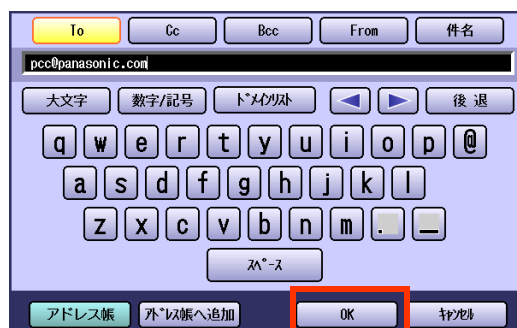 To Cc Bcc From 件名
pcc@panasonic.com
大文字 数字/記号 ﾄﾞﾒｲﾝﾘｽﾄ 後 退
q w e r t y u i o p @
a s d f g h j k l
z x c v b n m . _
ｽﾍﾟｰｽ
アドレス帳 ｱﾄﾞﾚｽ帳へ追加 OK ｷｬﾝｾﾙ